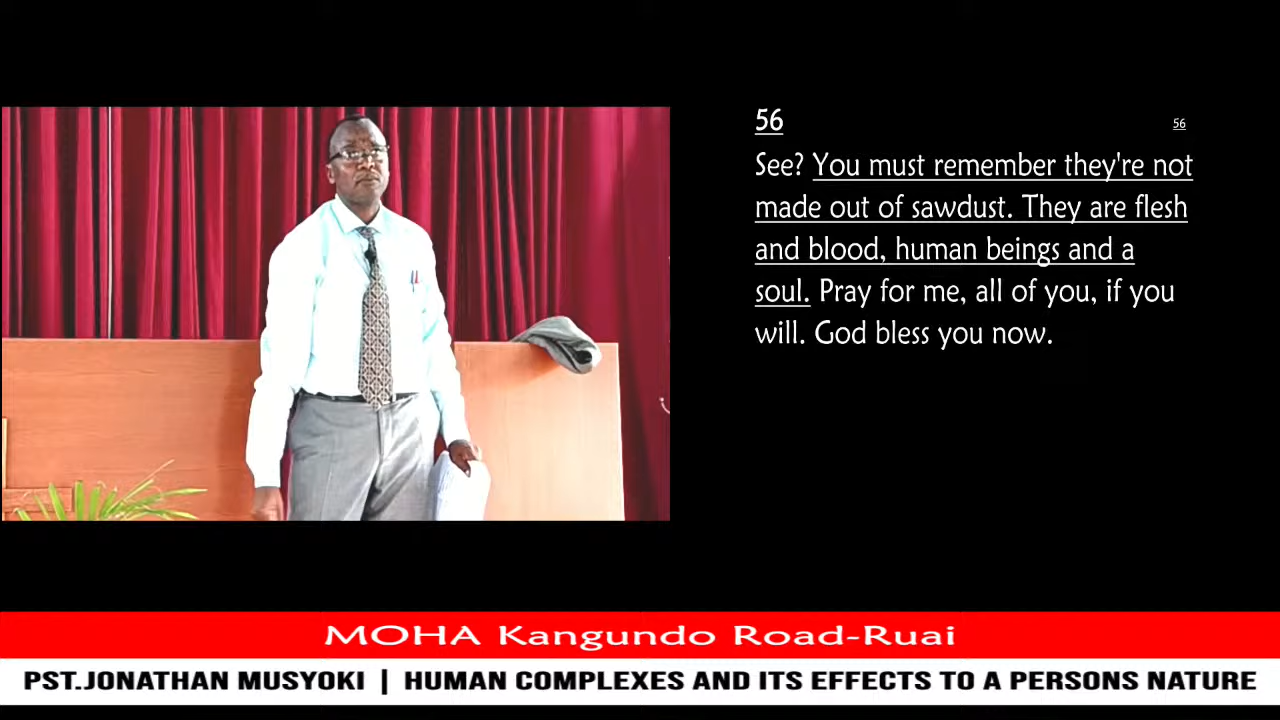 56
56
See? You must remember they're not
made out of sawdust. They are flesh
and blood, human beings and a
soul. Pray for me, all of you, if you
will. God bless you now.
MOHA Kangundo Road-Ruai
PST.JONATHAN MUSYOKI | HUMAN COMPLEXES AND ITS EFFECTS TO A PERSONS NATURE